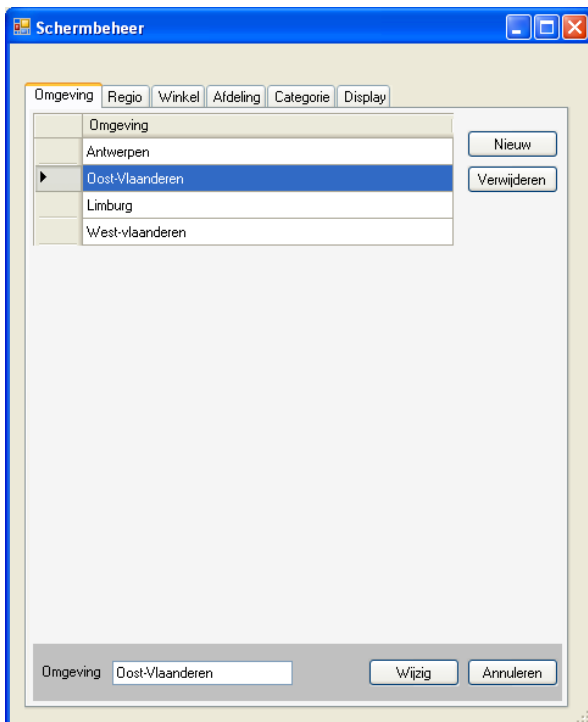 Schermbeheer
Omgeving Regio Winkel Afdeling Categorie Display
Omgeving
Antwerpen
Oost-Vlaanderen
Limburg
West-vlaanderen
Nieuw
Verwijderen
Omgeving Oost-Vlaanderen Wijzig Annuleren